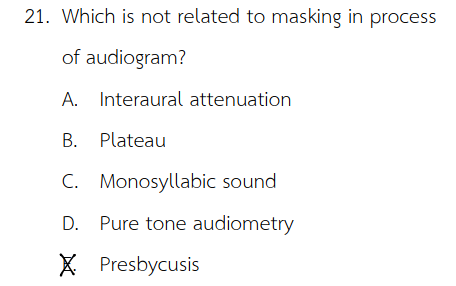 21. Which is not related to masking in process
of audiogram?
A. Interaural attenuation
B. Plateau
C. Monosyllabic sound
D. Pure tone audiometry
E. Presbycusis